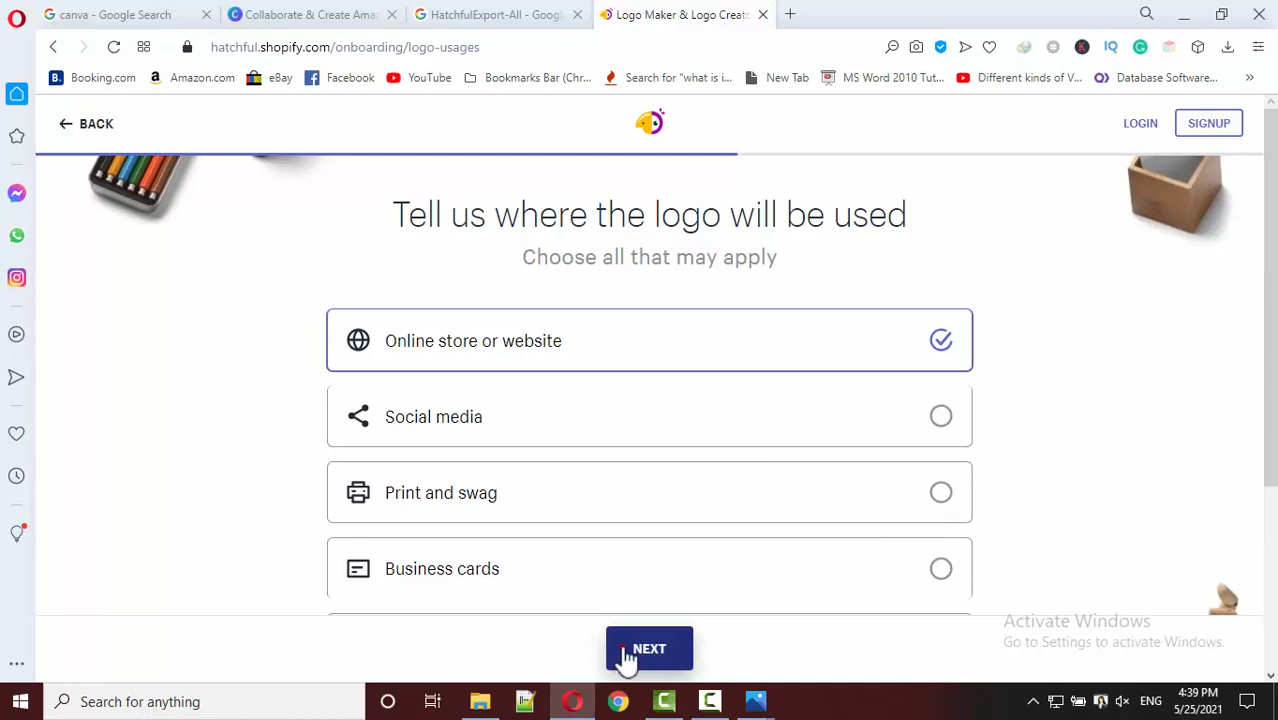 canva - Google Search
Collaborate & Create Ama
HatchfulExport-All - Goog
Logo Maker & Logo Creato
hatchful.shopify.com/onboarding/logo-usages
Booking.com
Amazon.com
eBay
Facebook
YouTube
Bookmarks Bar (Chr...
Search for "what is i...
New Tab
MS Word 2010 Tut...
Different kinds of V...
Database Software...
BACK
LOGIN
SIGNUP
Tell us where the logo will be used
Choose all that may apply
Online store or website
Social media
Print and swag
Business cards
NEXT
Activate Windows
Go to Settings to activate Windows.
Search for anything
ENG
4:39 PM
5/25/2021